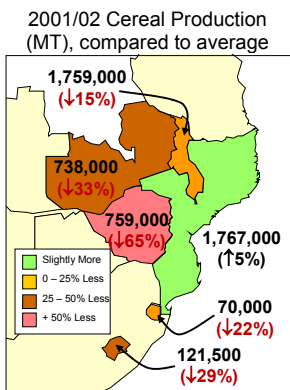 2001/02 Cereal Production
(MT), compared to average
1,759,000
(↓15%)
738,000
(↓33%)
759,000
(↓65%)
1,767,000
(↑5%)
Slightly More
0 – 25% Less
25 – 50% Less
+ 50% Less
70,000
(↓22%)
121,500
(↓29%)